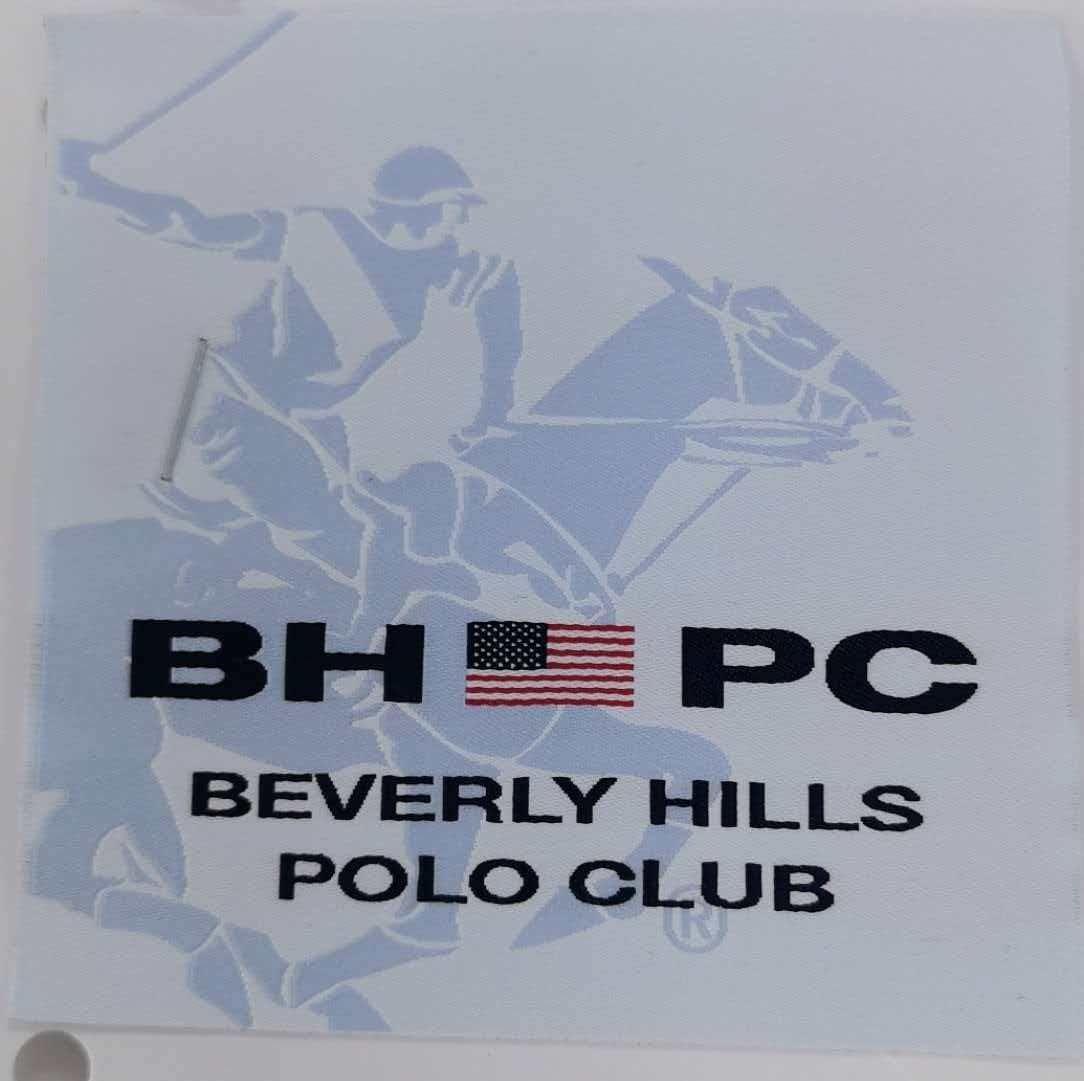 BH PC
BEVERLY HILLS
POLO CLUB
®